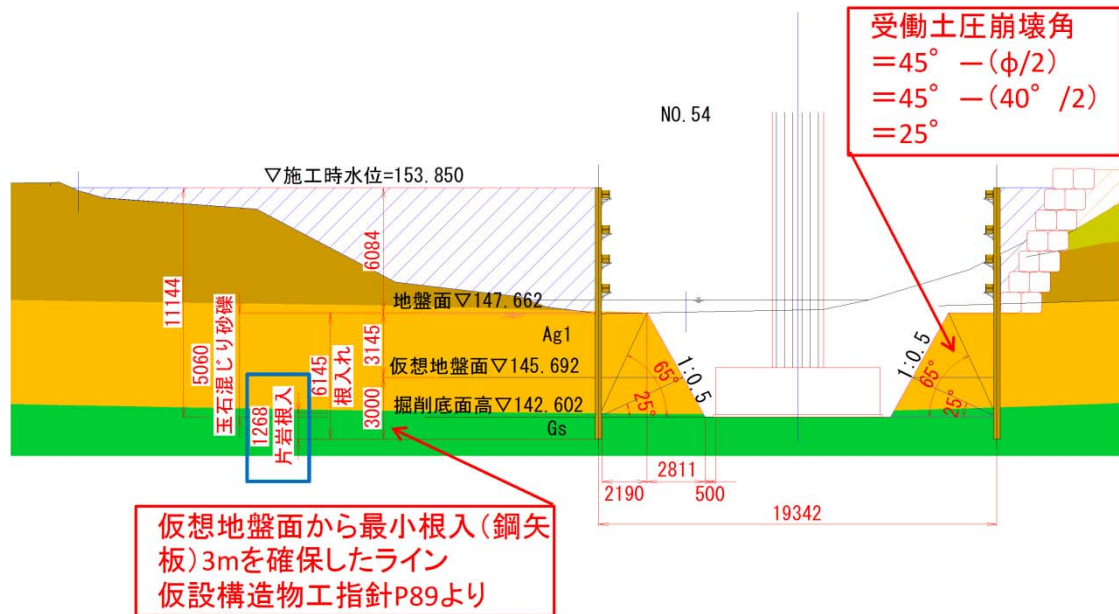 受働土圧崩壊角
=45° －(φ/2)
=45° －(40° /2)
=25°
NO.54
▽施工時水位=153.850
6084
11144
地盤面▽147.662
Ag1
5060
玉石混じり砂礫
6145
根入れ
3145
仮想地盤面▽145.692
3000
掘削底面高▽142.602
Gs
1268
片岩根入
65°
25°
1:0.5
1:0.5
65°
25°
2811
2190
500
19342
仮想地盤面から最小根入(鋼矢
板)3mを確保したライン
仮設構造物工指針P89より